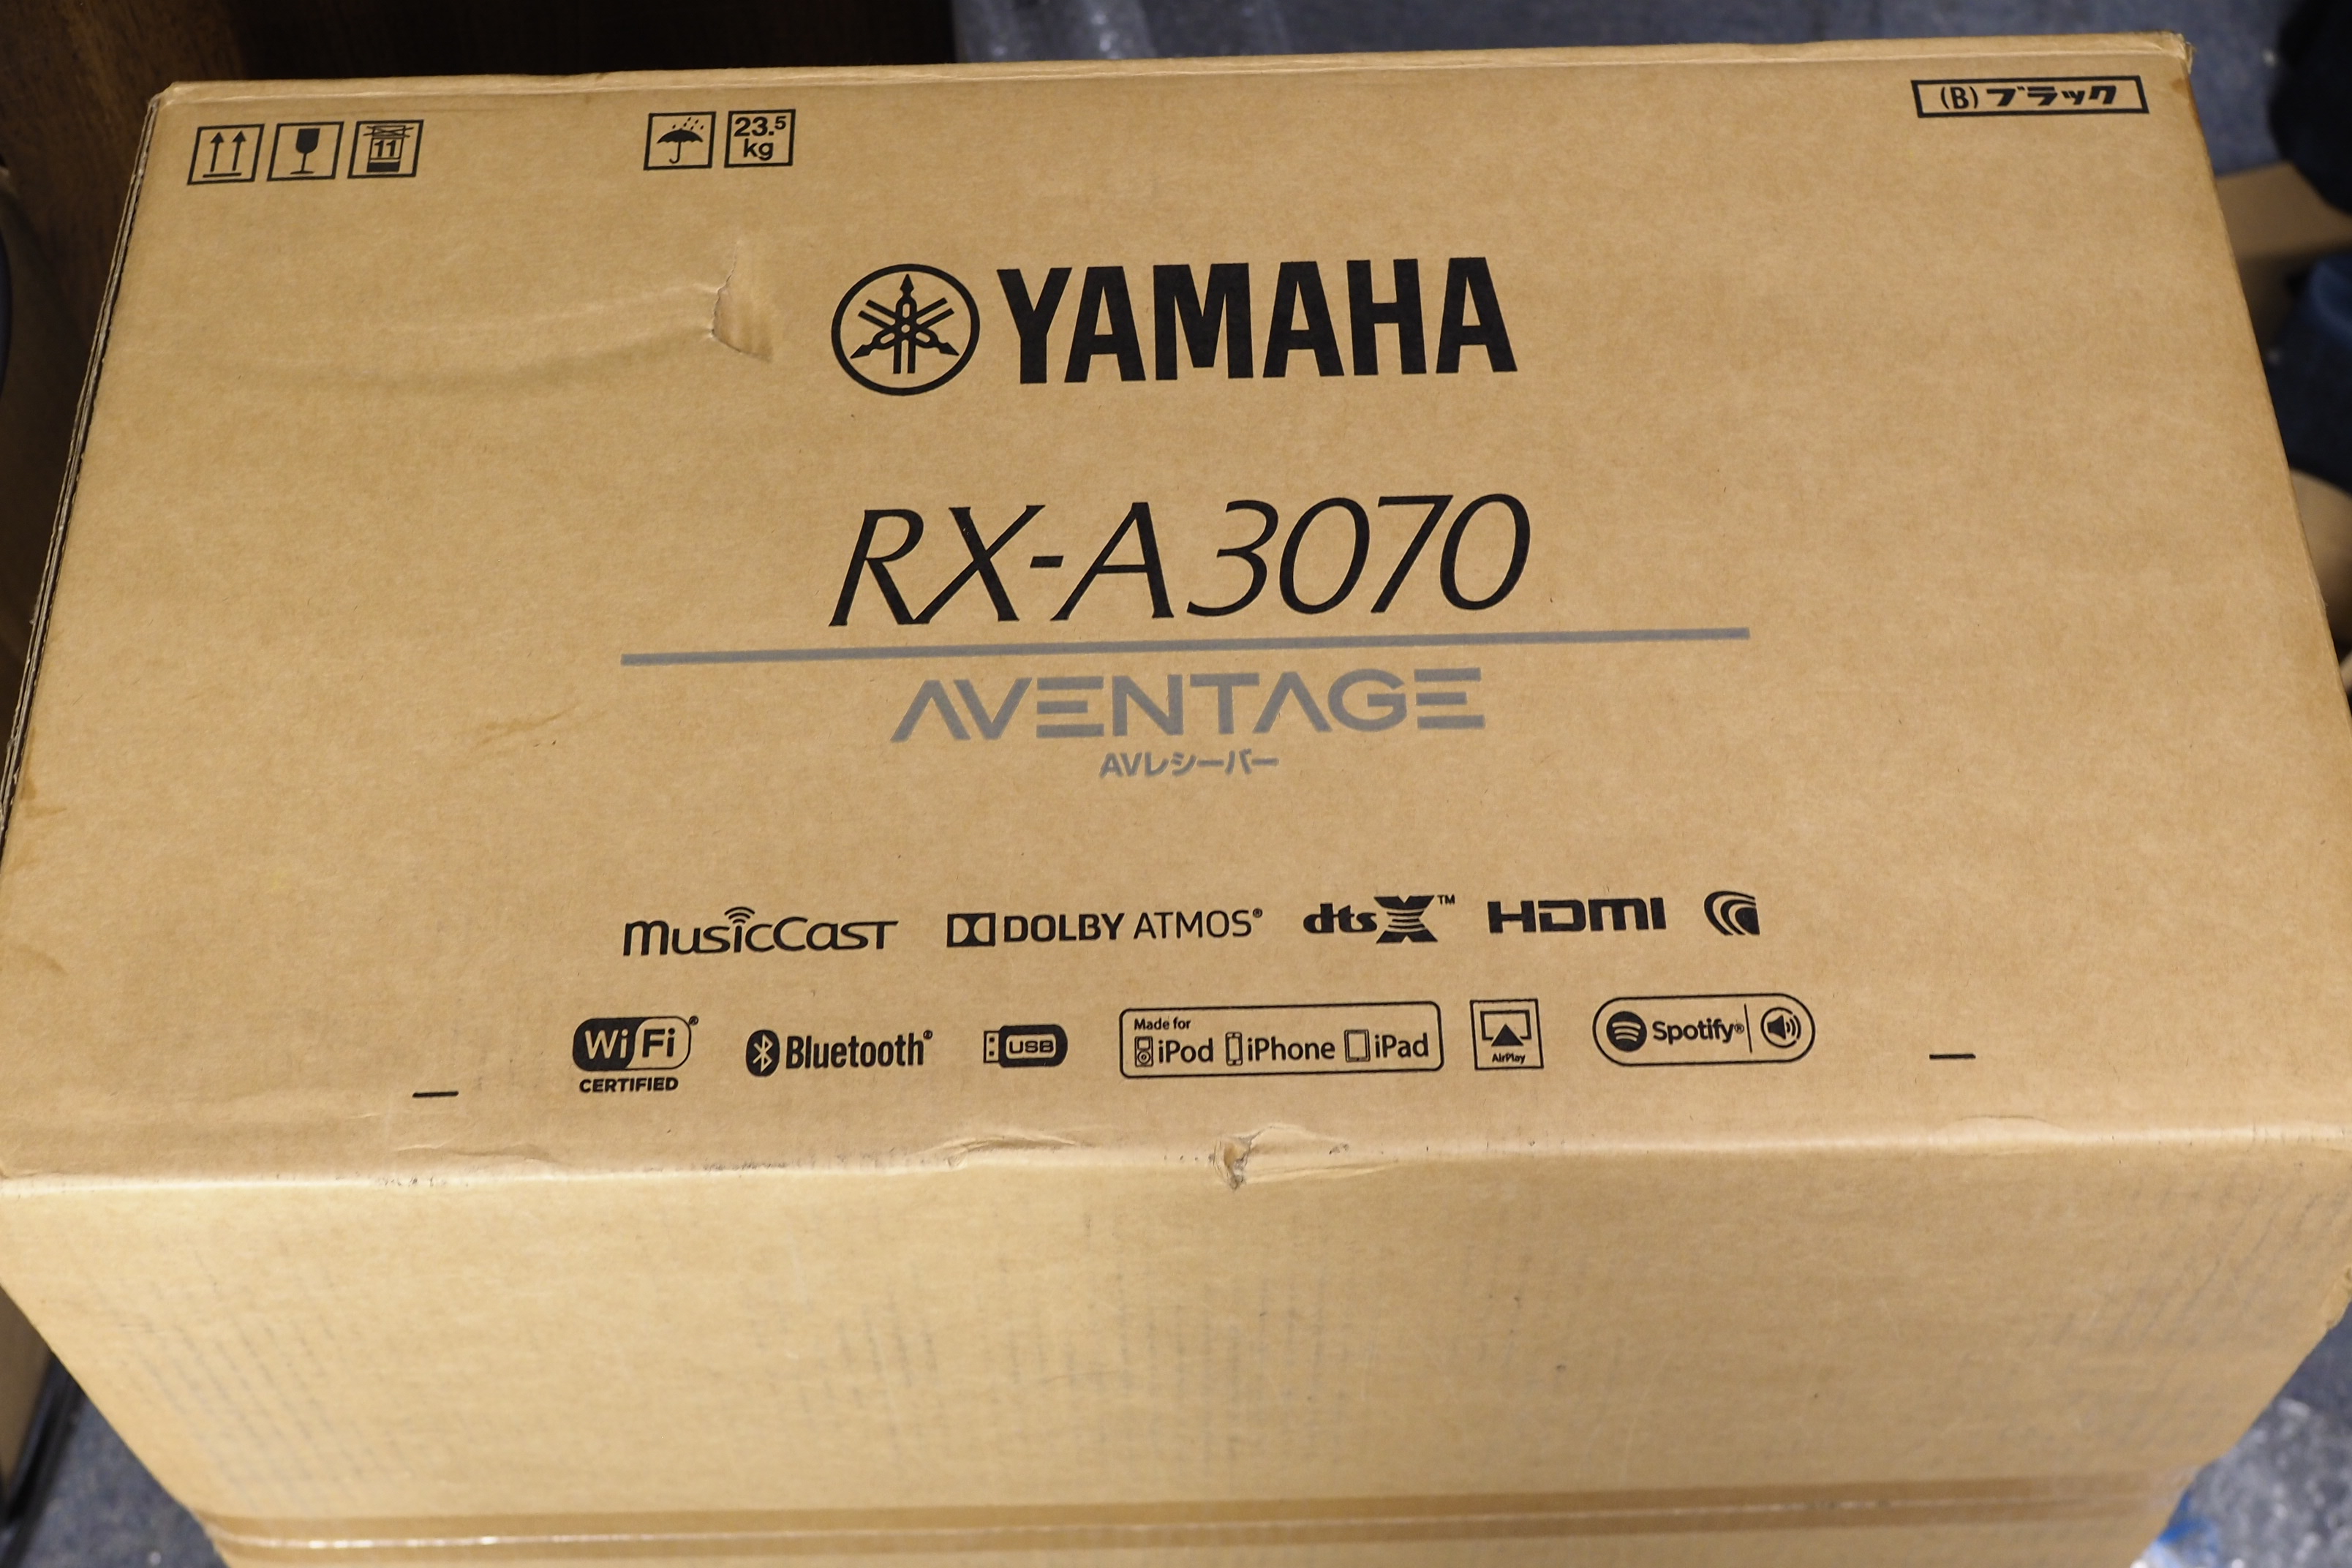 11
23.5
kg
(B)ブラック
YAMAHA
RX-A3070
AVENTAGE
AVレシーバー
MusicCast DOLBY ATMOS® dts X™ HDMI
Wi Fi® CERTIFIED
Bluetooth®
USB
Made for
iPod iPhone iPad
AirPlay
Spotify®